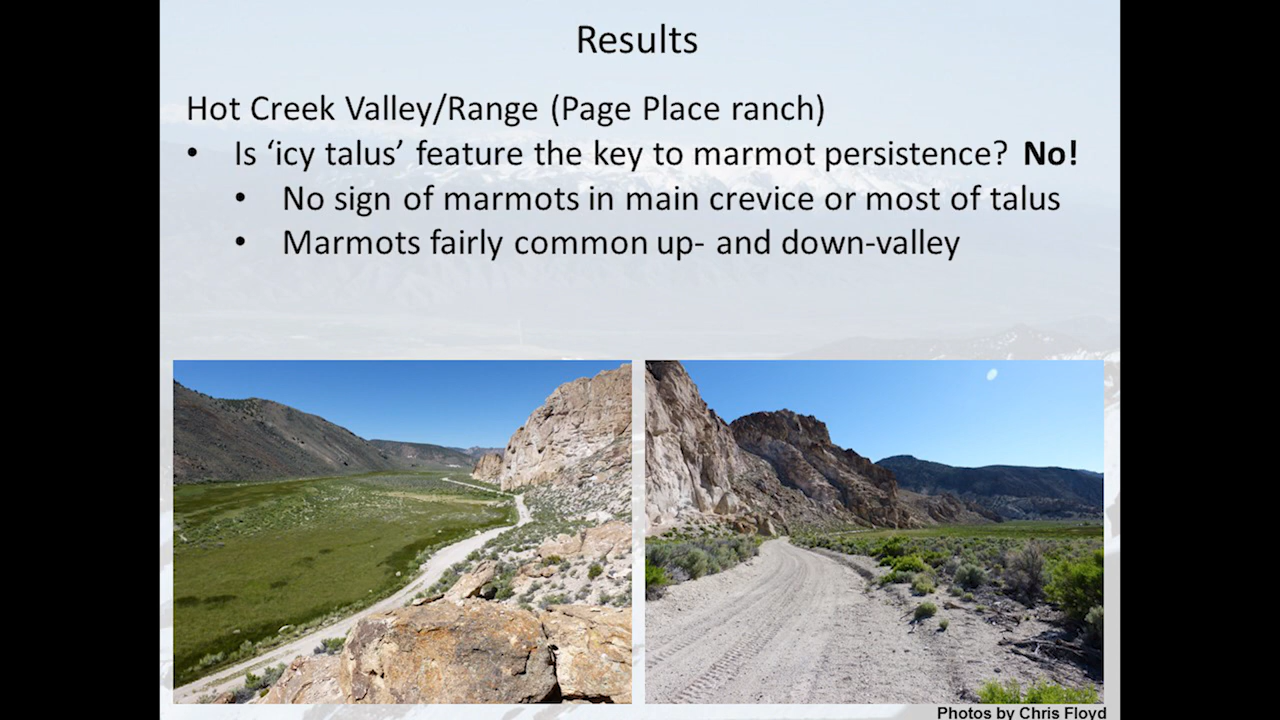 Results
Hot Creek Valley/Range (Page Place ranch)
• Is ‘icy talus’ feature the key to marmot persistence? No!
• No sign of marmots in main crevice or most of talus
• Marmots fairly common up- and down-valley
Photos by Chris Floyd